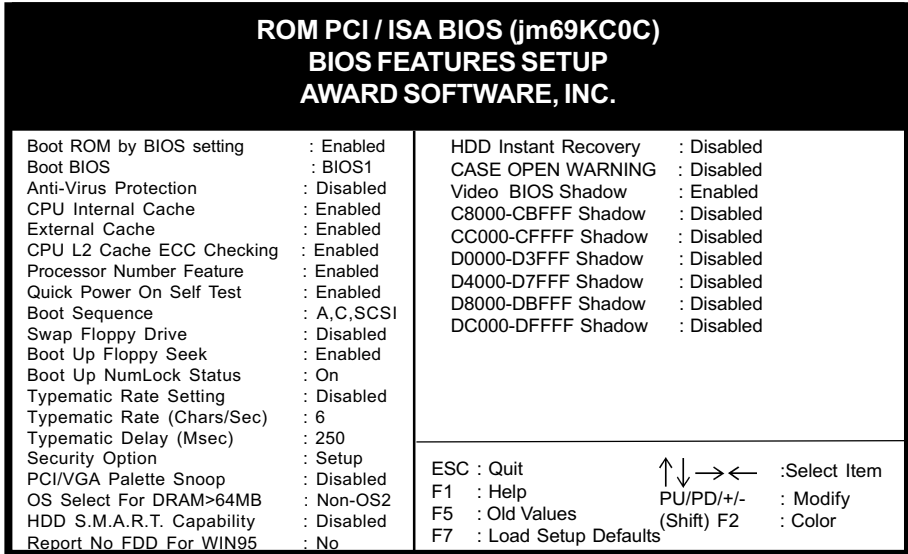 ROM PCI / ISA BIOS (jm69KC0C)
BIOS FEATURES SETUP
AWARD SOFTWARE, INC.
Boot ROM by BIOS setting : Enabled
Boot BIOS : BIOS1
Anti-Virus Protection : Disabled
CPU Internal Cache : Enabled
External Cache : Enabled
CPU L2 Cache ECC Checking : Enabled
Processor Number Feature : Enabled
Quick Power On Self Test : Enabled
Boot Sequence : A,C,SCSI
Swap Floppy Drive : Disabled
Boot Up Floppy Seek : Enabled
Boot Up NumLock Status : On
Typematic Rate Setting : Disabled
Typematic Rate (Chars/Sec) : 6
Typematic Delay (Msec) : 250
Security Option : Setup
PCI/VGA Palette Snoop : Disabled
OS Select For DRAM>64MB : Non-OS2
HDD S.M.A.R.T. Capability : Disabled
Report No FDD For WIN95 : No
HDD Instant Recovery : Disabled
CASE OPEN WARNING : Disabled
Video BIOS Shadow : Enabled
C8000-CBFFF Shadow : Disabled
CC000-CFFFF Shadow : Disabled
D0000-D3FFF Shadow : Disabled
D4000-D7FFF Shadow : Disabled
D8000-DBFFF Shadow : Disabled
DC000-DFFFF Shadow : Disabled
ESC : Quit ↑↓→← :Select Item
F1 : Help PU/PD/+/- : Modify
F5 : Old Values (Shift) F2 : Color
F7 : Load Setup Defaults